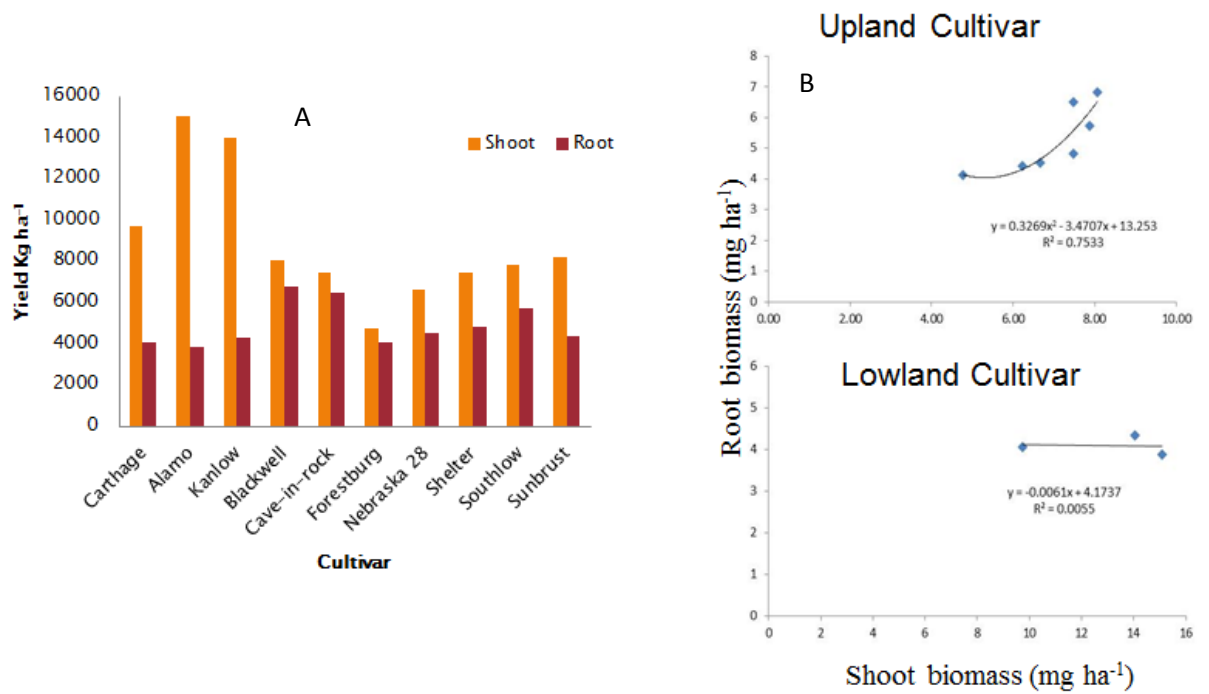 A
Shoot Root
Yield Kg ha⁻¹
16000
14000
12000
10000
8000
6000
4000
2000
0
Carthage
Alamo
Kanlow
Blackwell
Cave-in-rock
Forestburg
Nebraska 28
Shelter
Southlow
Sunbrust
Cultivar
Upland Cultivar
B
8
7
6
5
4
3
2
1
0
y = 0.3269x² - 3.4707x + 13.253
R² = 0.7533
0.00 2.00 4.00 6.00 8.00 10.00
Root biomass (mg ha⁻¹)
Lowland Cultivar
6
5
4
3
2
1
0
y = -0.0061x + 4.1737
R² = 0.0055
0 2 4 6 8 10 12 14 16
Shoot biomass (mg ha⁻¹)